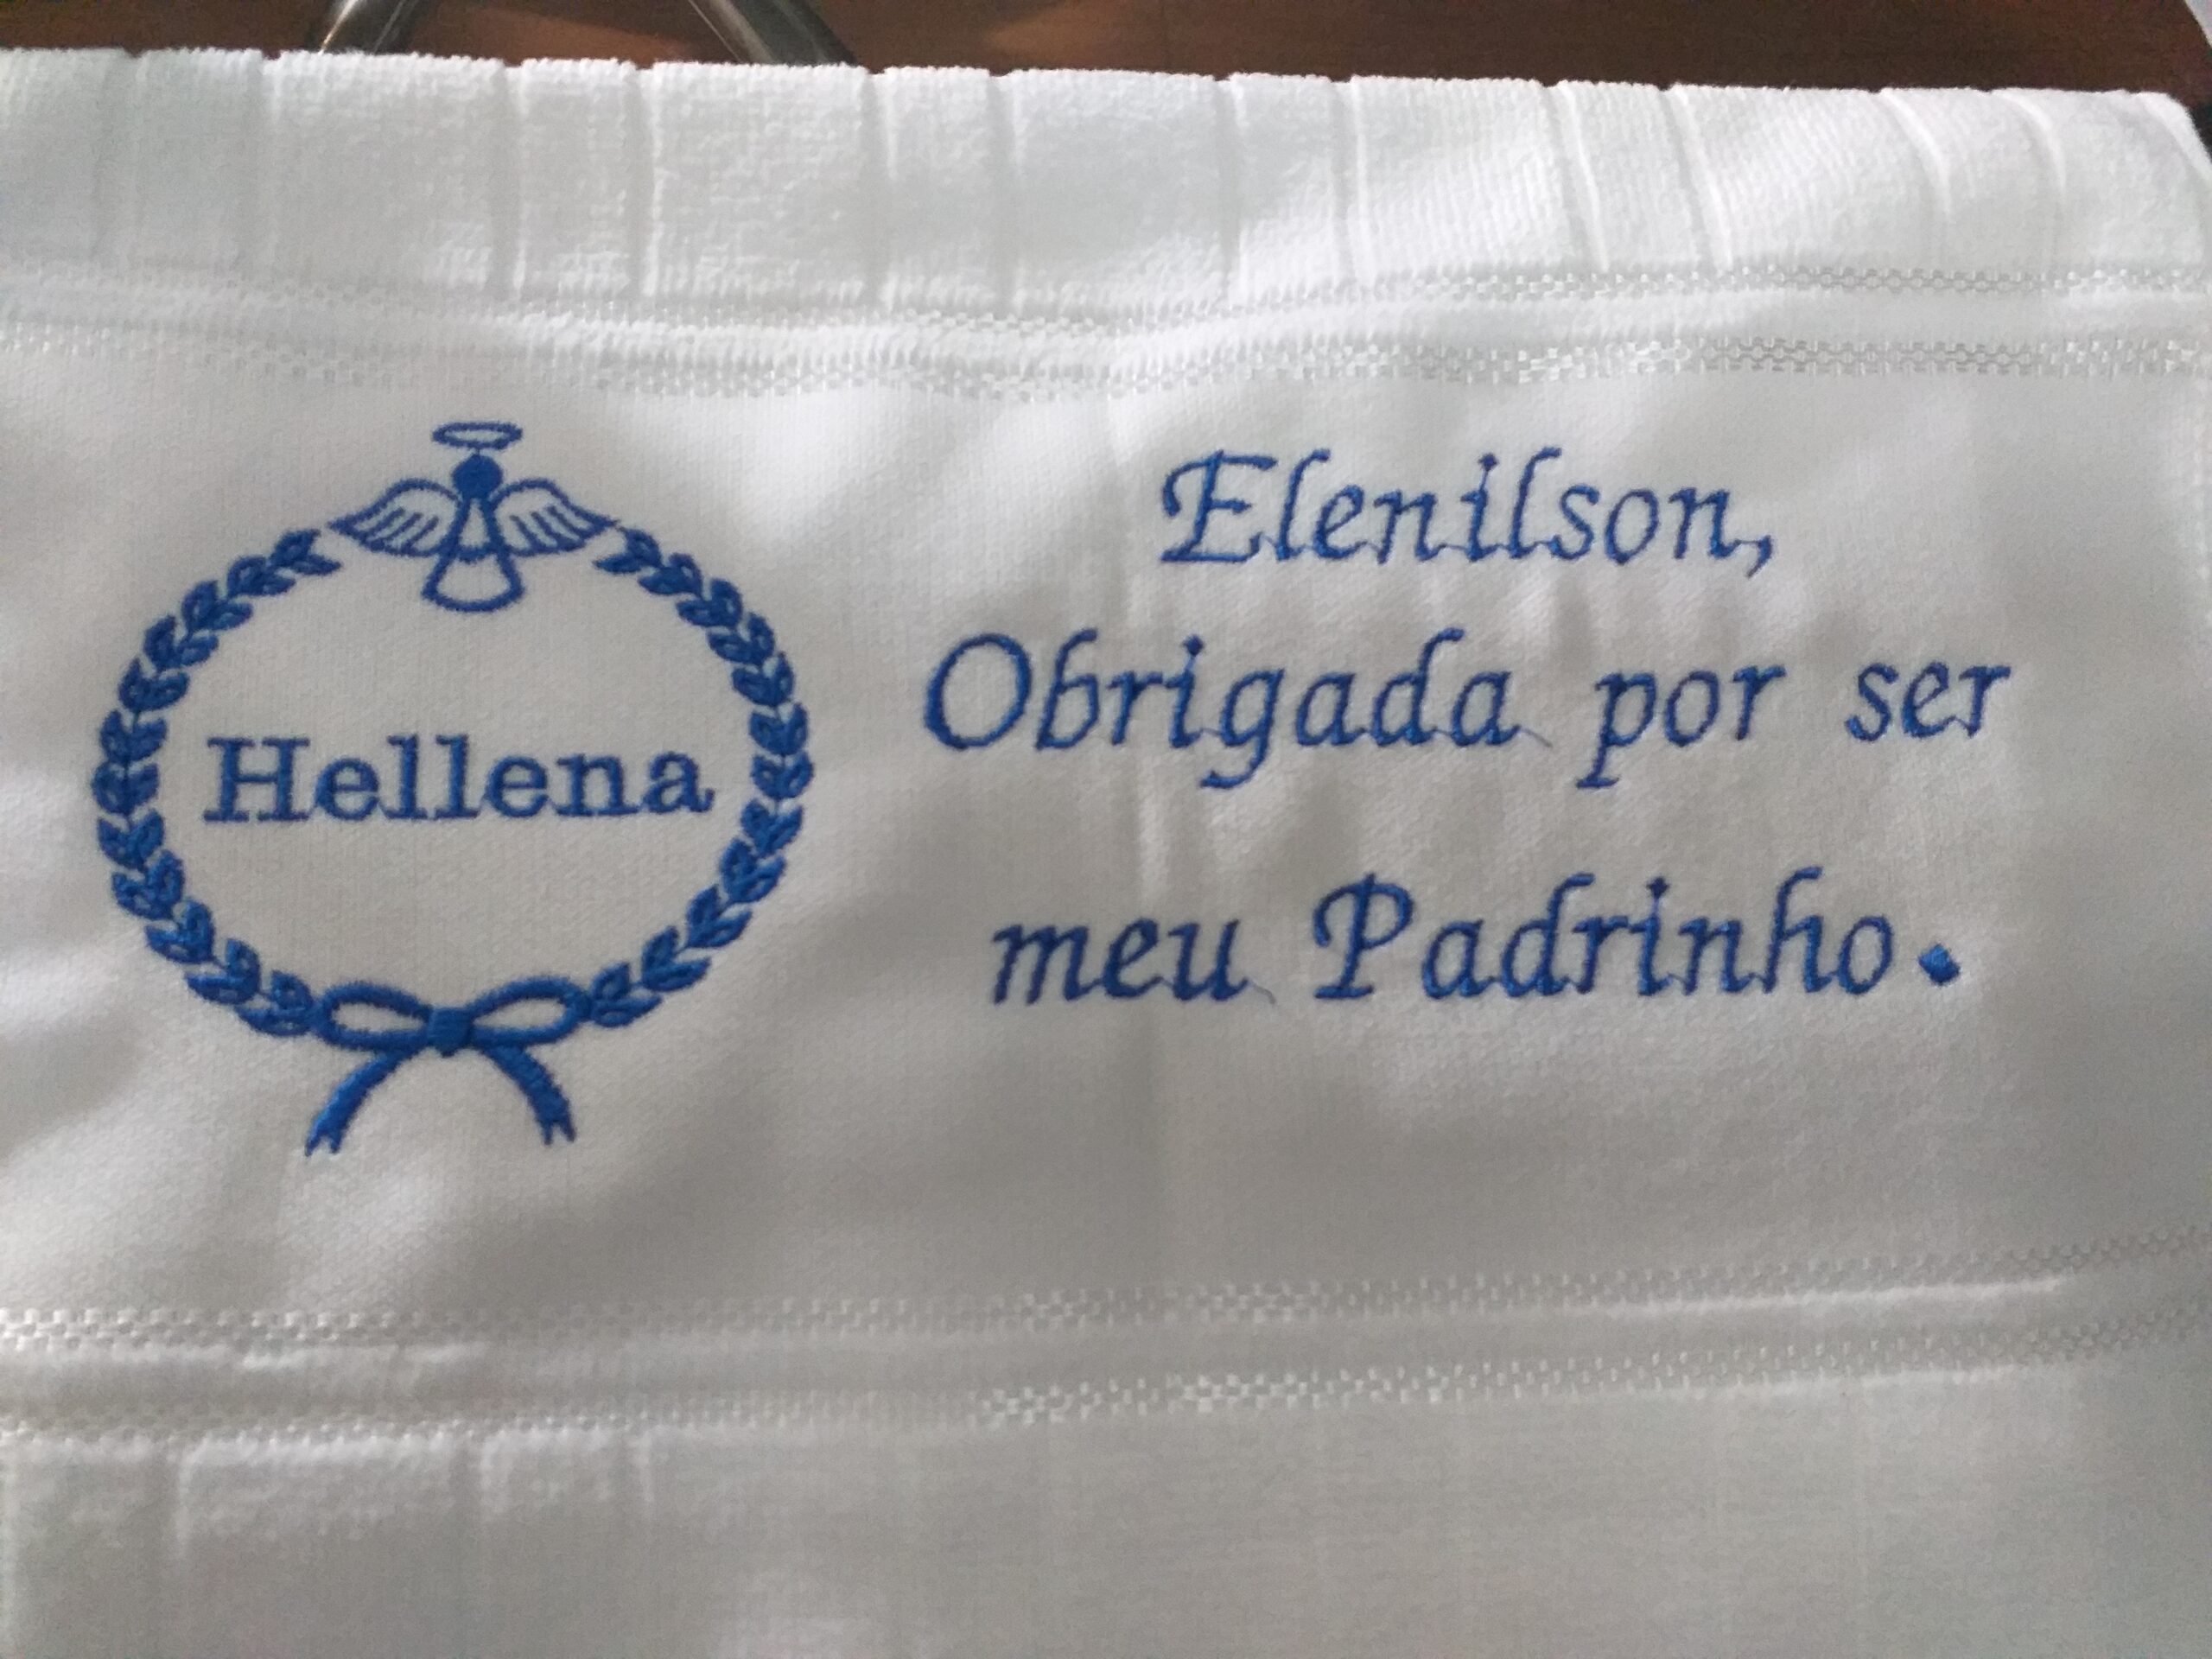 Hellena
Elenilson,
Obrigada por ser
meu Padrinho.